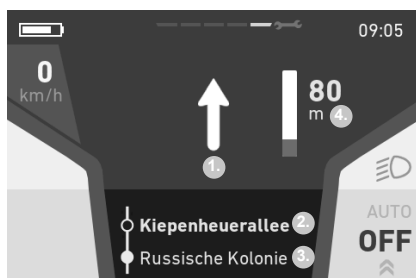 09:05
0
km/h
80
m 4.
1.
Kiepenheuerallee 2.
Russische Kolonie 3.
AUTO
OFF